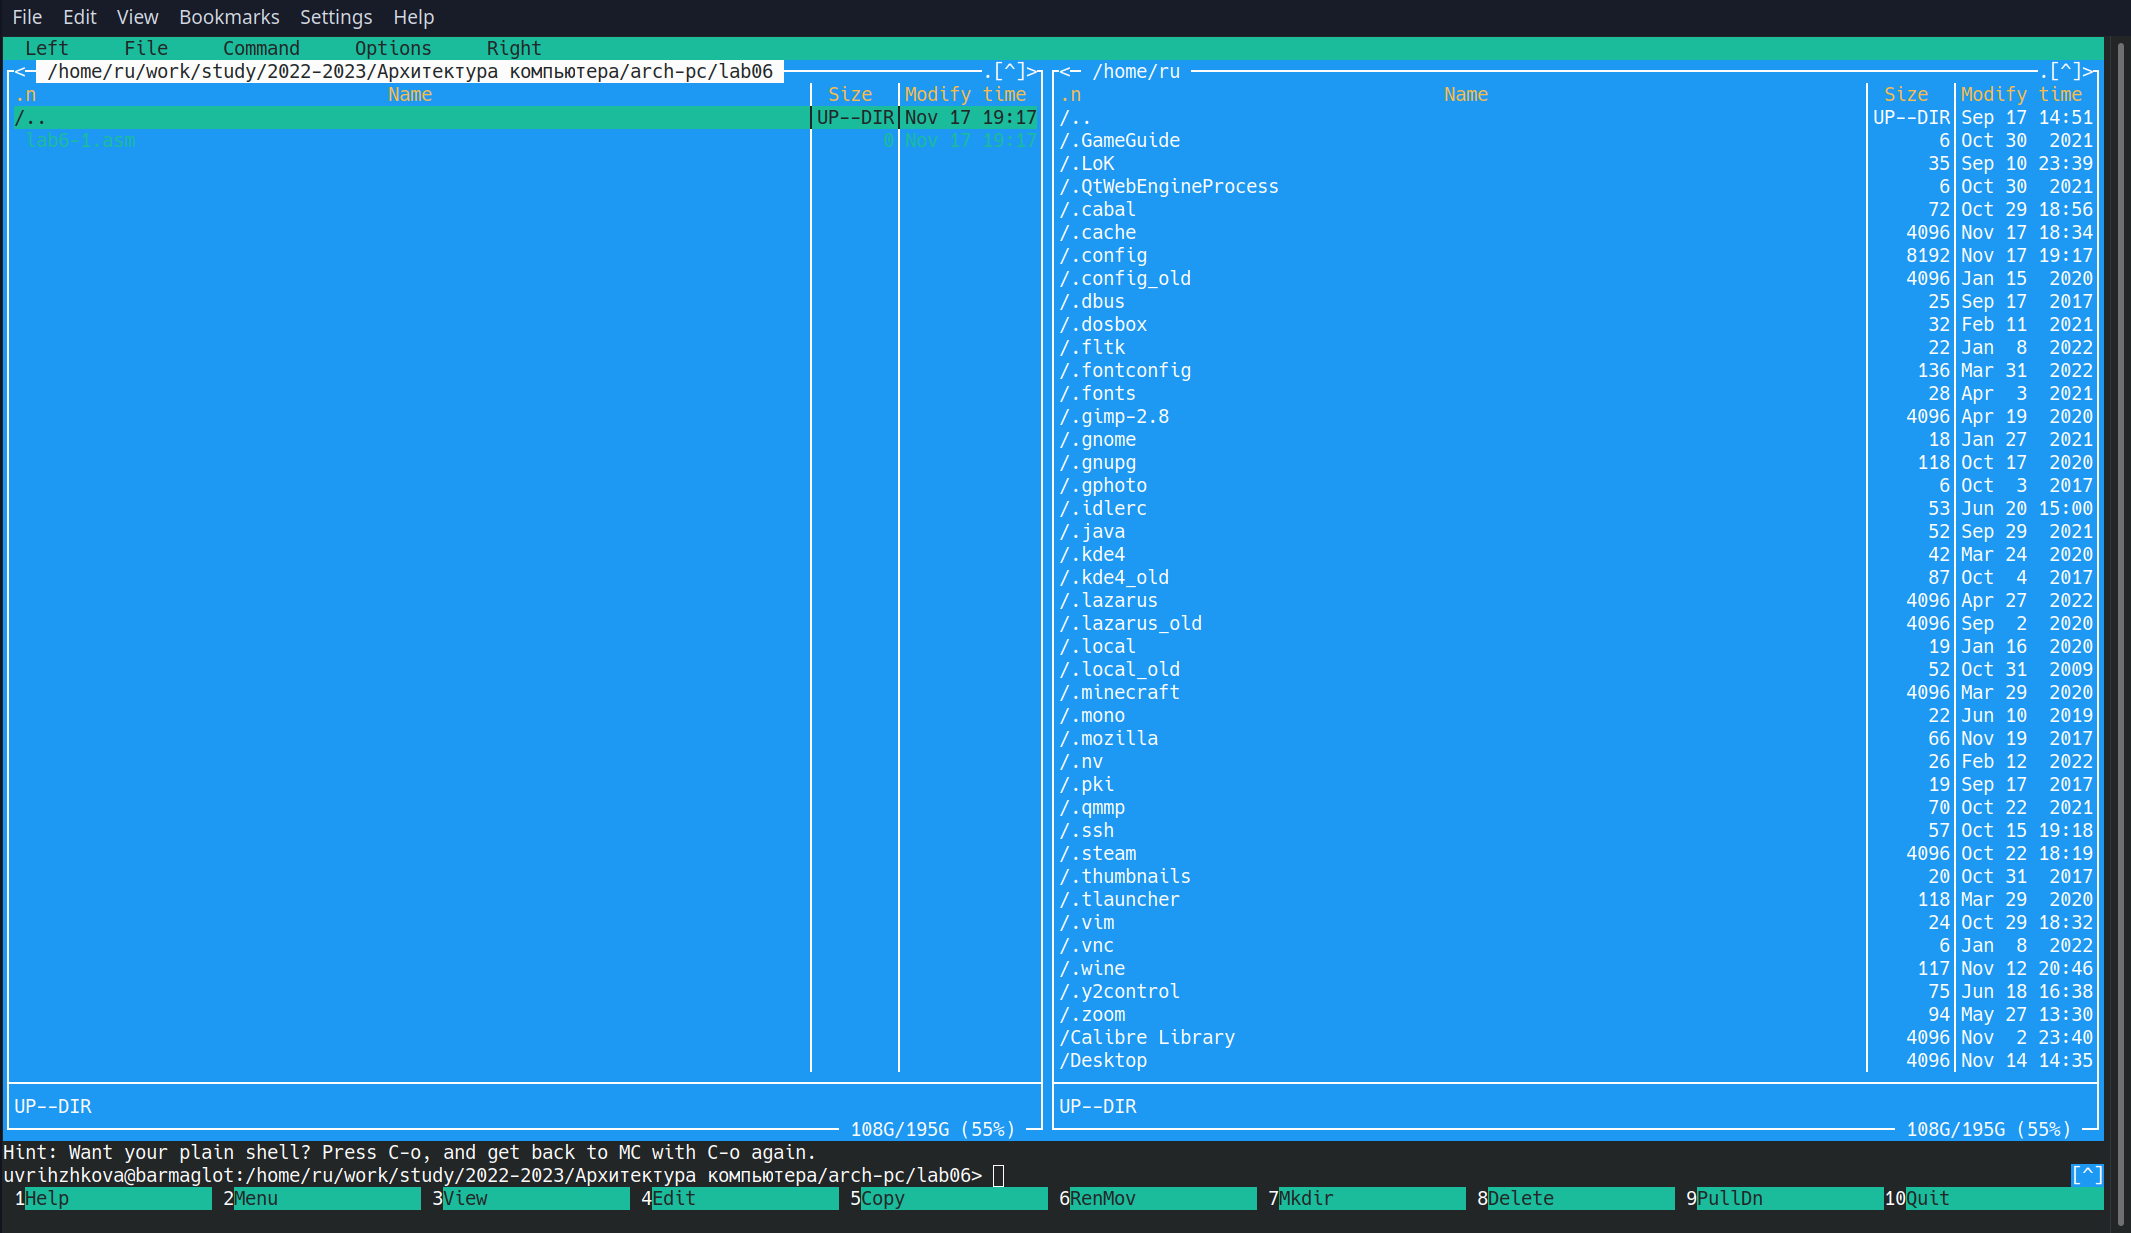 File Edit View Bookmarks Settings Help
Left File Command Options Right
<- /home/ru/work/study/2022-2023/Архитектура компьютера/arch-pc/lab06 .[^]>
.n Name Size Modify time
/.. UP--DIR Nov 17 19:17
lab6-1.asm 0 Nov 17 19:17
UP--DIR
108G/195G (55%)
<- /home/ru .[^]>
.n Name Size Modify time
/.. UP--DIR Sep 17 14:51
/.GameGuide 6 Oct 30 2021
/.LoK 35 Sep 10 23:39
/.QtWebEngineProcess 6 Oct 30 2021
/.cabal 72 Oct 29 18:56
/.cache 4096 Nov 17 18:34
/.config 8192 Nov 17 19:17
/.config_old 4096 Jan 15 2020
/.dbus 25 Sep 17 2017
/.dosbox 32 Feb 11 2021
/.fltk 22 Jan 8 2022
/.fontconfig 136 Mar 31 2022
/.fonts 28 Apr 3 2021
/.gimp-2.8 4096 Apr 19 2020
/.gnome 18 Jan 27 2021
/.gnupg 118 Oct 17 2020
/.gphoto 6 Oct 3 2017
/.idlerc 53 Jun 20 15:00
/.java 52 Sep 29 2021
/.kde4 42 Mar 24 2020
/.kde4_old 87 Oct 4 2017
/.lazarus 4096 Apr 27 2022
/.lazarus_old 4096 Sep 2 2020
/.local 19 Jan 16 2020
/.local_old 52 Oct 31 2009
/.minecraft 4096 Mar 29 2020
/.mono 22 Jun 10 2019
/.mozilla 66 Nov 19 2017
/.nv 26 Feb 12 2022
/.pki 19 Sep 17 2017
/.qmmp 70 Oct 22 2021
/.ssh 57 Oct 15 19:18
/.steam 4096 Oct 22 18:19
/.thumbnails 20 Oct 31 2017
/.tlauncher 118 Mar 29 2020
/.vim 24 Oct 29 18:32
/.vnc 6 Jan 8 2022
/.wine 117 Nov 12 20:46
/.y2control 75 Jun 18 16:38
/.zoom 94 May 27 13:30
/Calibre Library 4096 Nov 2 23:40
/Desktop 4096 Nov 14 14:35
UP--DIR
108G/195G (55%)
Hint: Want your plain shell? Press C-o, and get back to MC with C-o again.
uvrihzhkova@barmaglot:/home/ru/work/study/2022-2023/Архитектура компьютера/arch-pc/lab06> [^]
1Help 2Menu 3View 4Edit 5Copy 6RenMov 7Mkdir 8Delete 9PullDn 10Quit